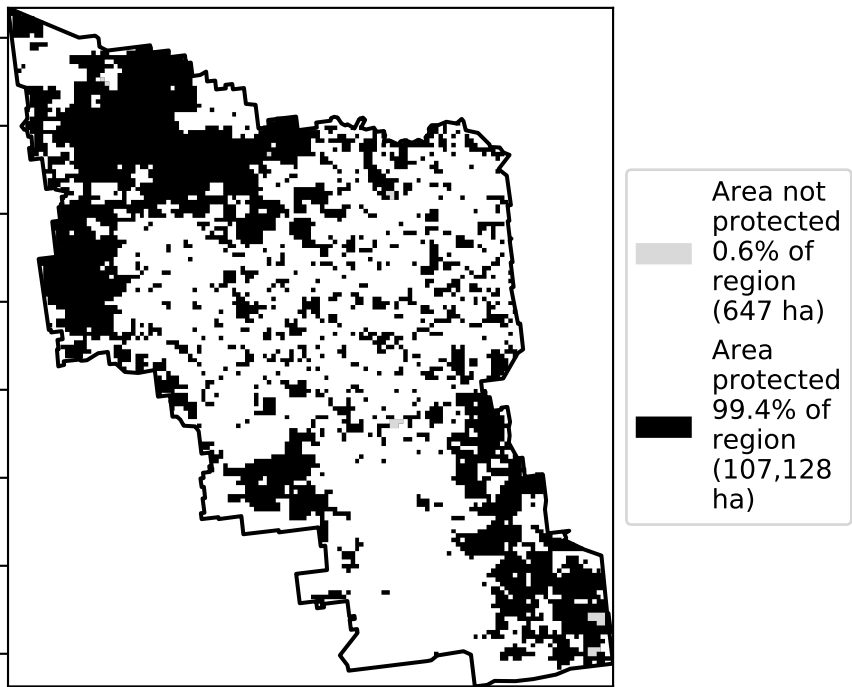 Area not
protected
0.6% of
region
(647 ha)
Area
protected
99.4% of
region
(107,128
ha)